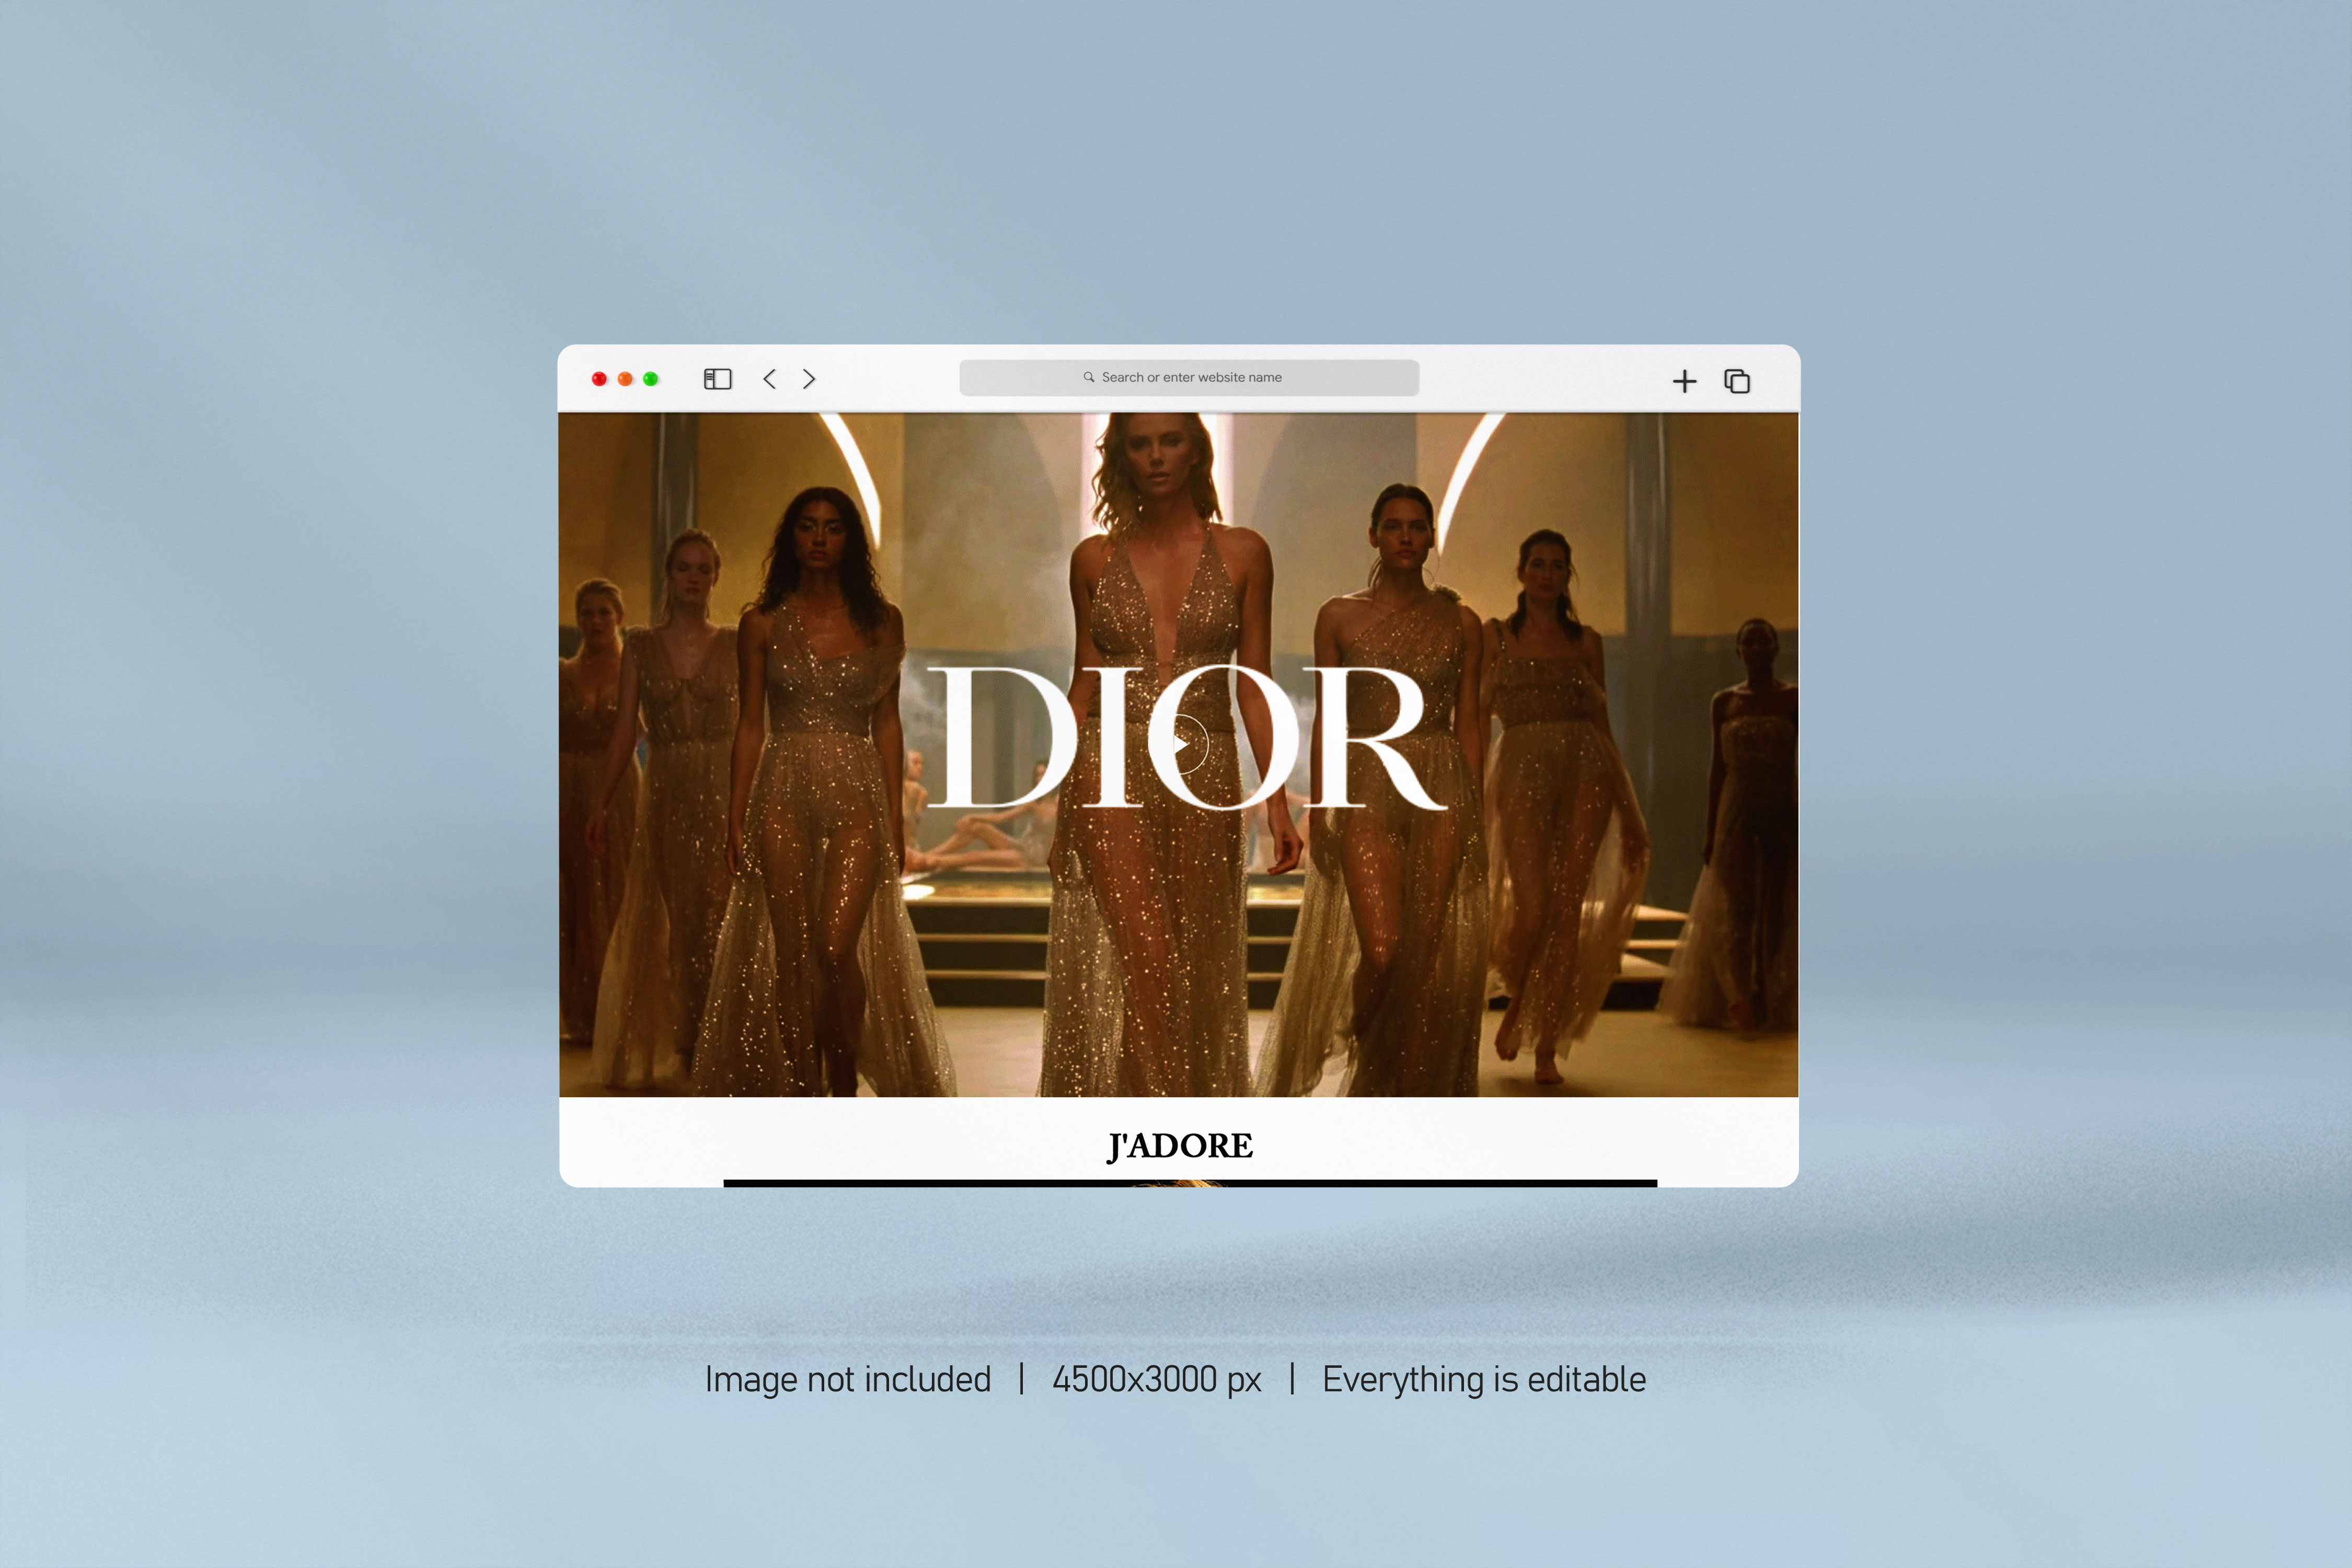 Search or enter website name
DIOR
J'ADORE
Image not included | 4500x3000 px | Everything is editable